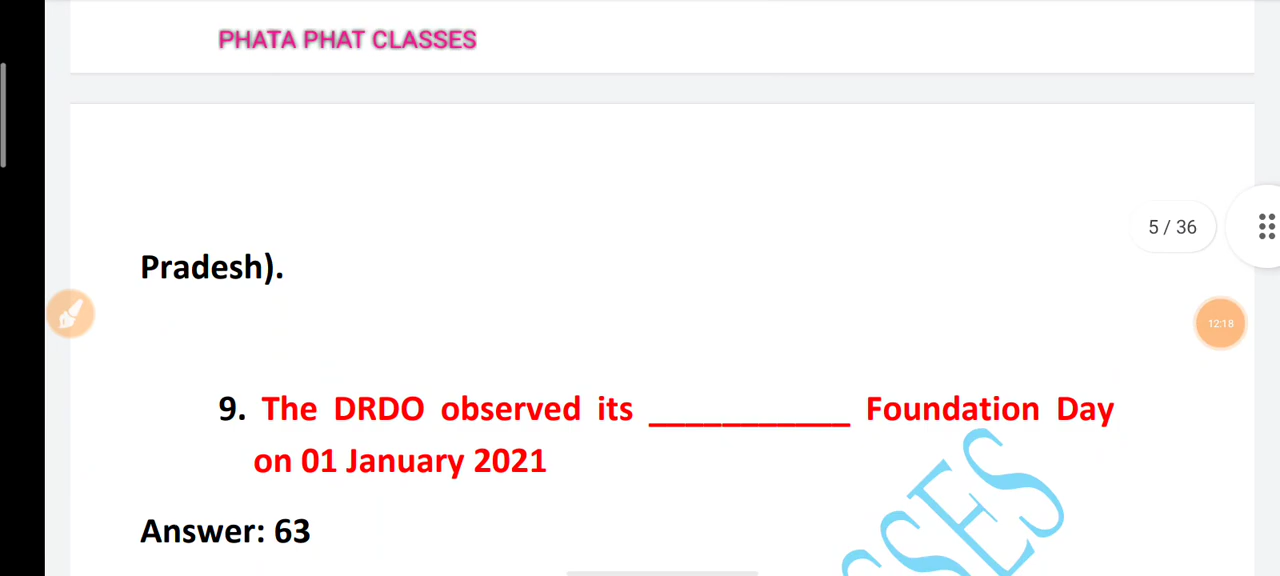 PHATA PHAT CLASSES
5 / 36
Pradesh).
12:18
9. The DRDO observed its ___________ Foundation Day
on 01 January 2021
Answer: 63
SSES